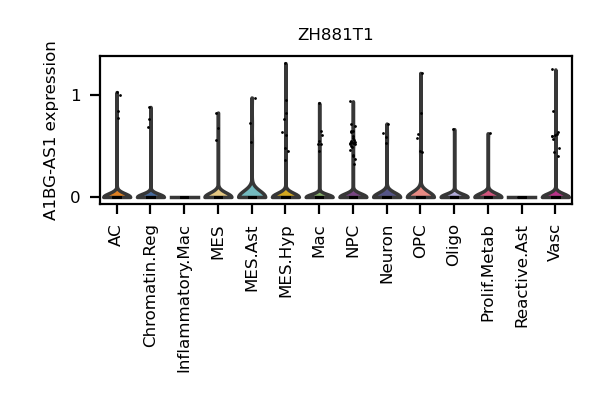 ZH881T1
A1BG-AS1 expression
1
0
AC
Chromatin.Reg
Inflammatory.Mac
MES
MES.Ast
MES.Hyp
Mac
NPC
Neuron
OPC
Oligo
Prolif.Metab
Reactive.Ast
Vasc